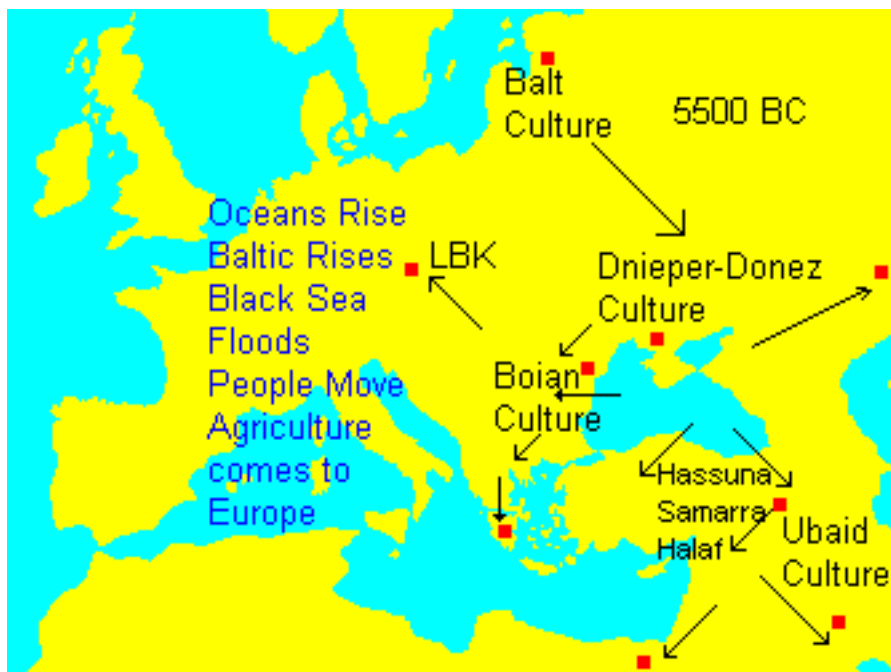 Balt
Culture
5500 BC
Oceans Rise
Baltic Rises
Black Sea
Floods
People Move
Agriculture
comes to
Europe
LBK
Dnieper-Donez
Culture
Boian
Culture
Hassuna
Samarra
Halaf
Ubaid
Culture